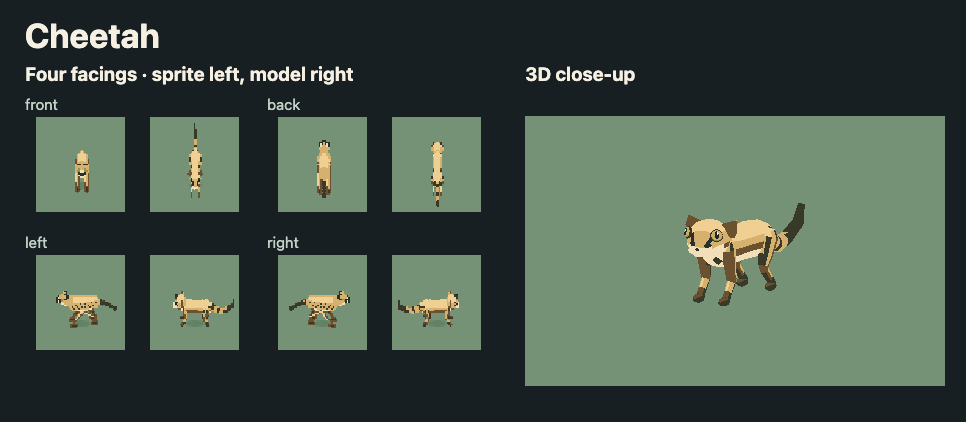 Cheetah
Four facings · sprite left, model right
3D close-up
front
back
left
right